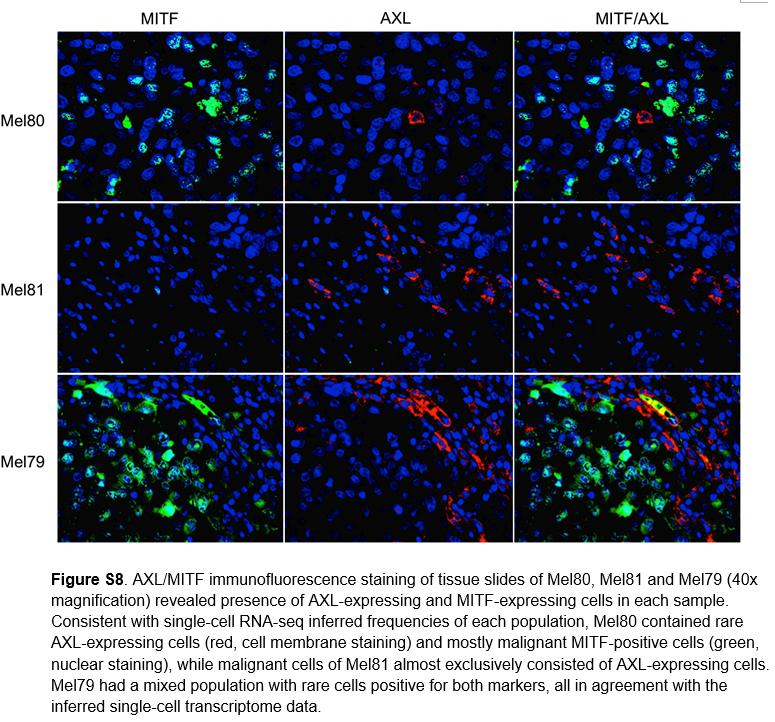 MITF AXL MITF/AXL
Mel80
Mel81
Mel79
Figure S8. AXL/MITF immunofluorescence staining of tissue slides of Mel80, Mel81 and Mel79 (40x
magnification) revealed presence of AXL-expressing and MITF-expressing cells in each sample.
Consistent with single-cell RNA-seq inferred frequencies of each population, Mel80 contained rare
AXL-expressing cells (red, cell membrane staining) and mostly malignant MITF-positive cells (green,
nuclear staining), while malignant cells of Mel81 almost exclusively consisted of AXL-expressing cells.
Mel79 had a mixed population with rare cells positive for both markers, all in agreement with the
inferred single-cell transcriptome data.